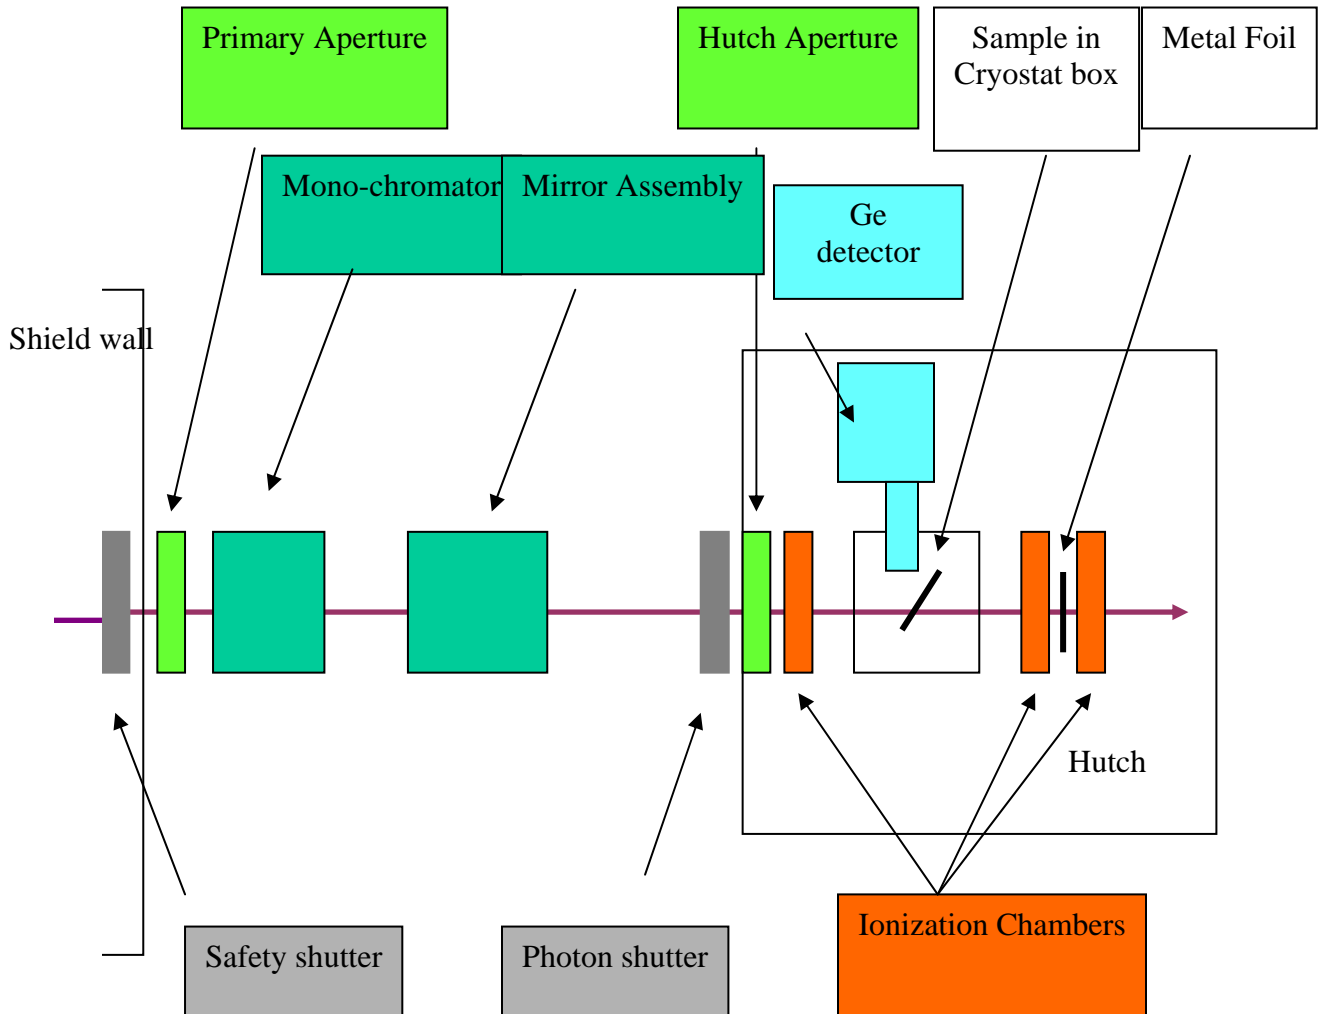 Primary Aperture
Hutch Aperture
Sample in
Cryostat box
Metal Foil
Mono-chromator
Mirror Assembly
Ge
detector
Shield wall
Hutch
Safety shutter
Photon shutter
Ionization Chambers